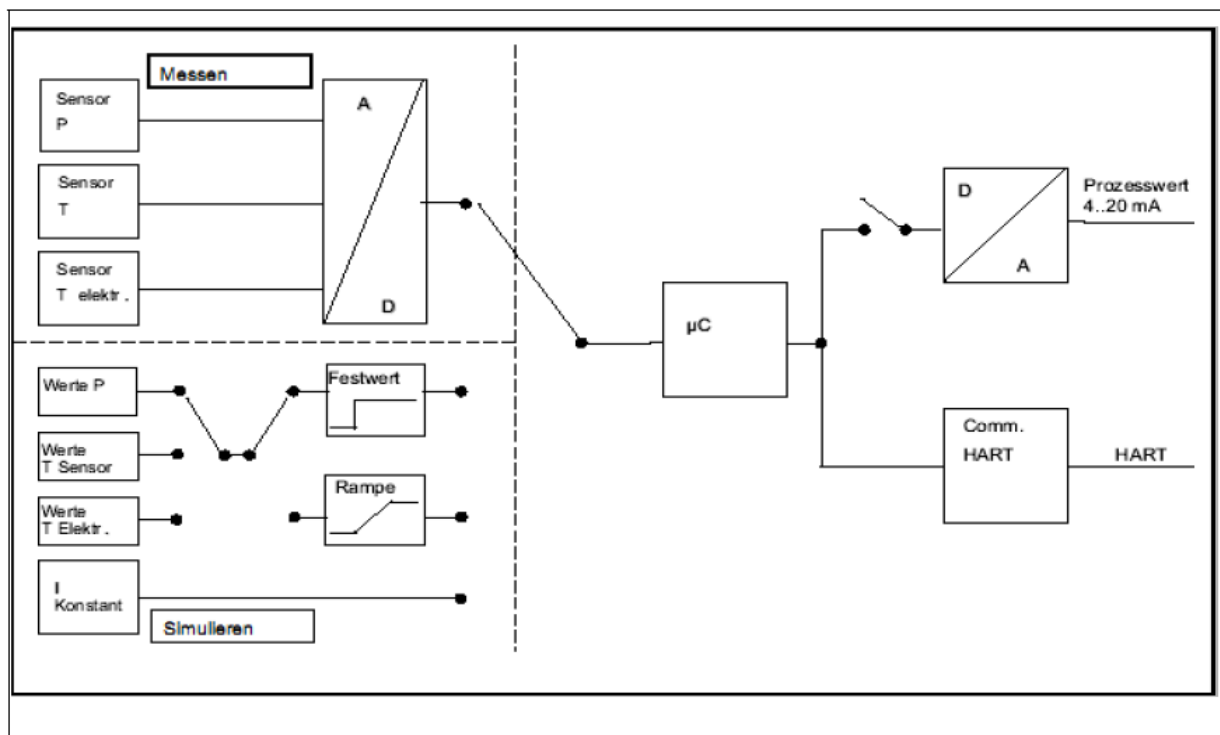 Messen
Sensor
P
Sensor
T
Sensor
T elektr.
A
D
Werte P
Werte
T Sensor
Werte
T Elektr.
I
Konstant
Festwert
Rampe
Simulieren
µC
D
A
Prozesswert
4..20 mA
Comm.
HART
HART